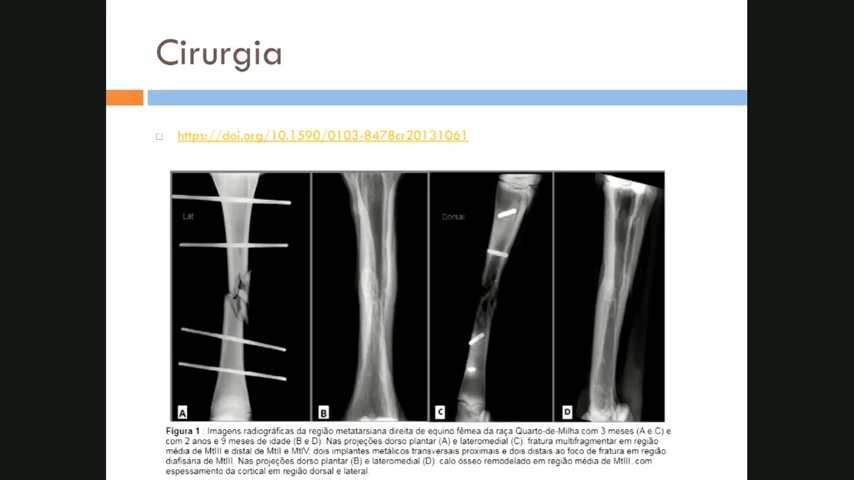 Cirurgia
https://doi.org/10.1590/0103-8478cr20131061
Lat
Dorsal
A
B
C
D
Figura 1 . Imagens radiográficas da região metatarsiana direita de equino fêmea da raça Quarto-de-Milha com 3 meses (A e C) e
com 2 anos e 9 meses de idade (B e D). Nas projeções dorso plantar (A) e lateromedial (C): fratura multifragmentar em região
média de MtIII e distal de MtII e MtIV, dois implantes metálicos transversais proximais e dois distais ao foco de fratura em região
diafisária de MtIII. Nas projeções dorso plantar (B) e lateromedial (D): calo ósseo remodelado em região média de MtIII, com
espessamento da cortical em região dorsal e lateral.